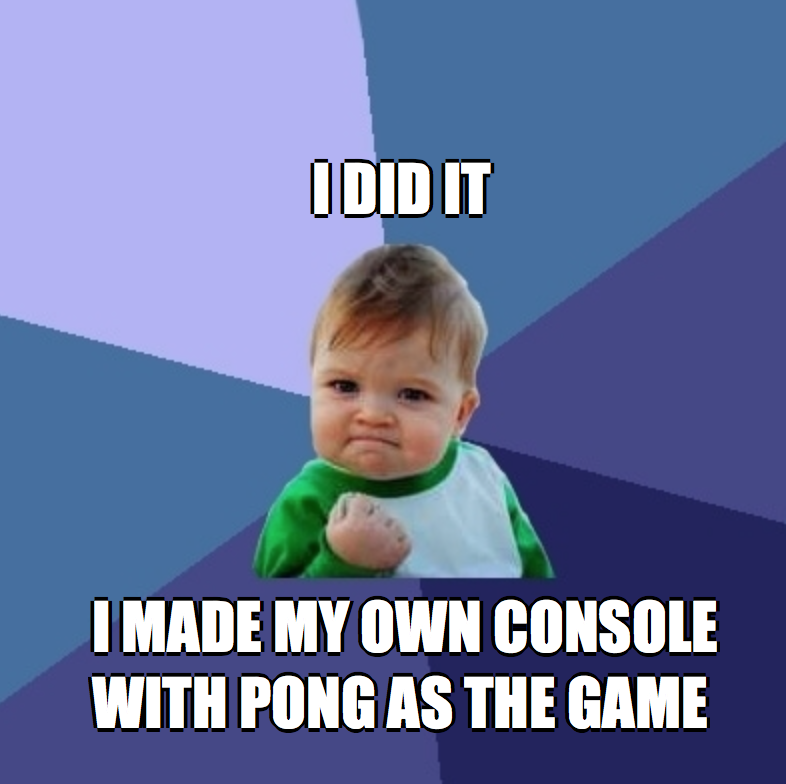 I DID IT
I MADE MY OWN CONSOLE
WITH PONG AS THE GAME